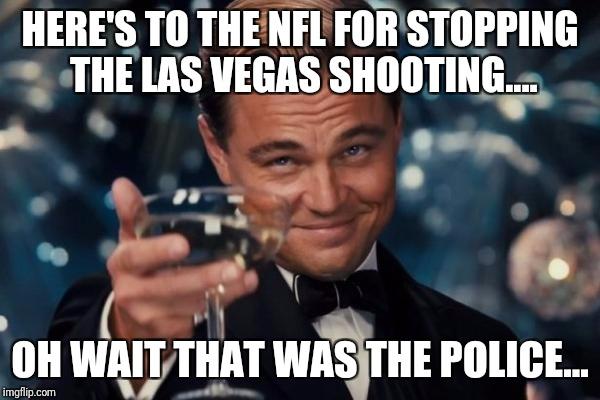 HERE'S TO THE NFL FOR STOPPING
THE LAS VEGAS SHOOTING....
OH WAIT THAT WAS THE POLICE...
imgflip.com